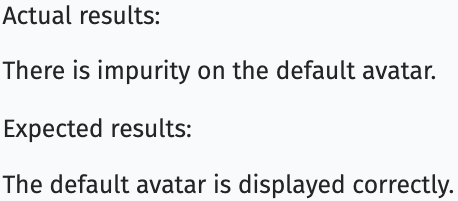 Actual results:
There is impurity on the default avatar.
Expected results:
The default avatar is displayed correctly.